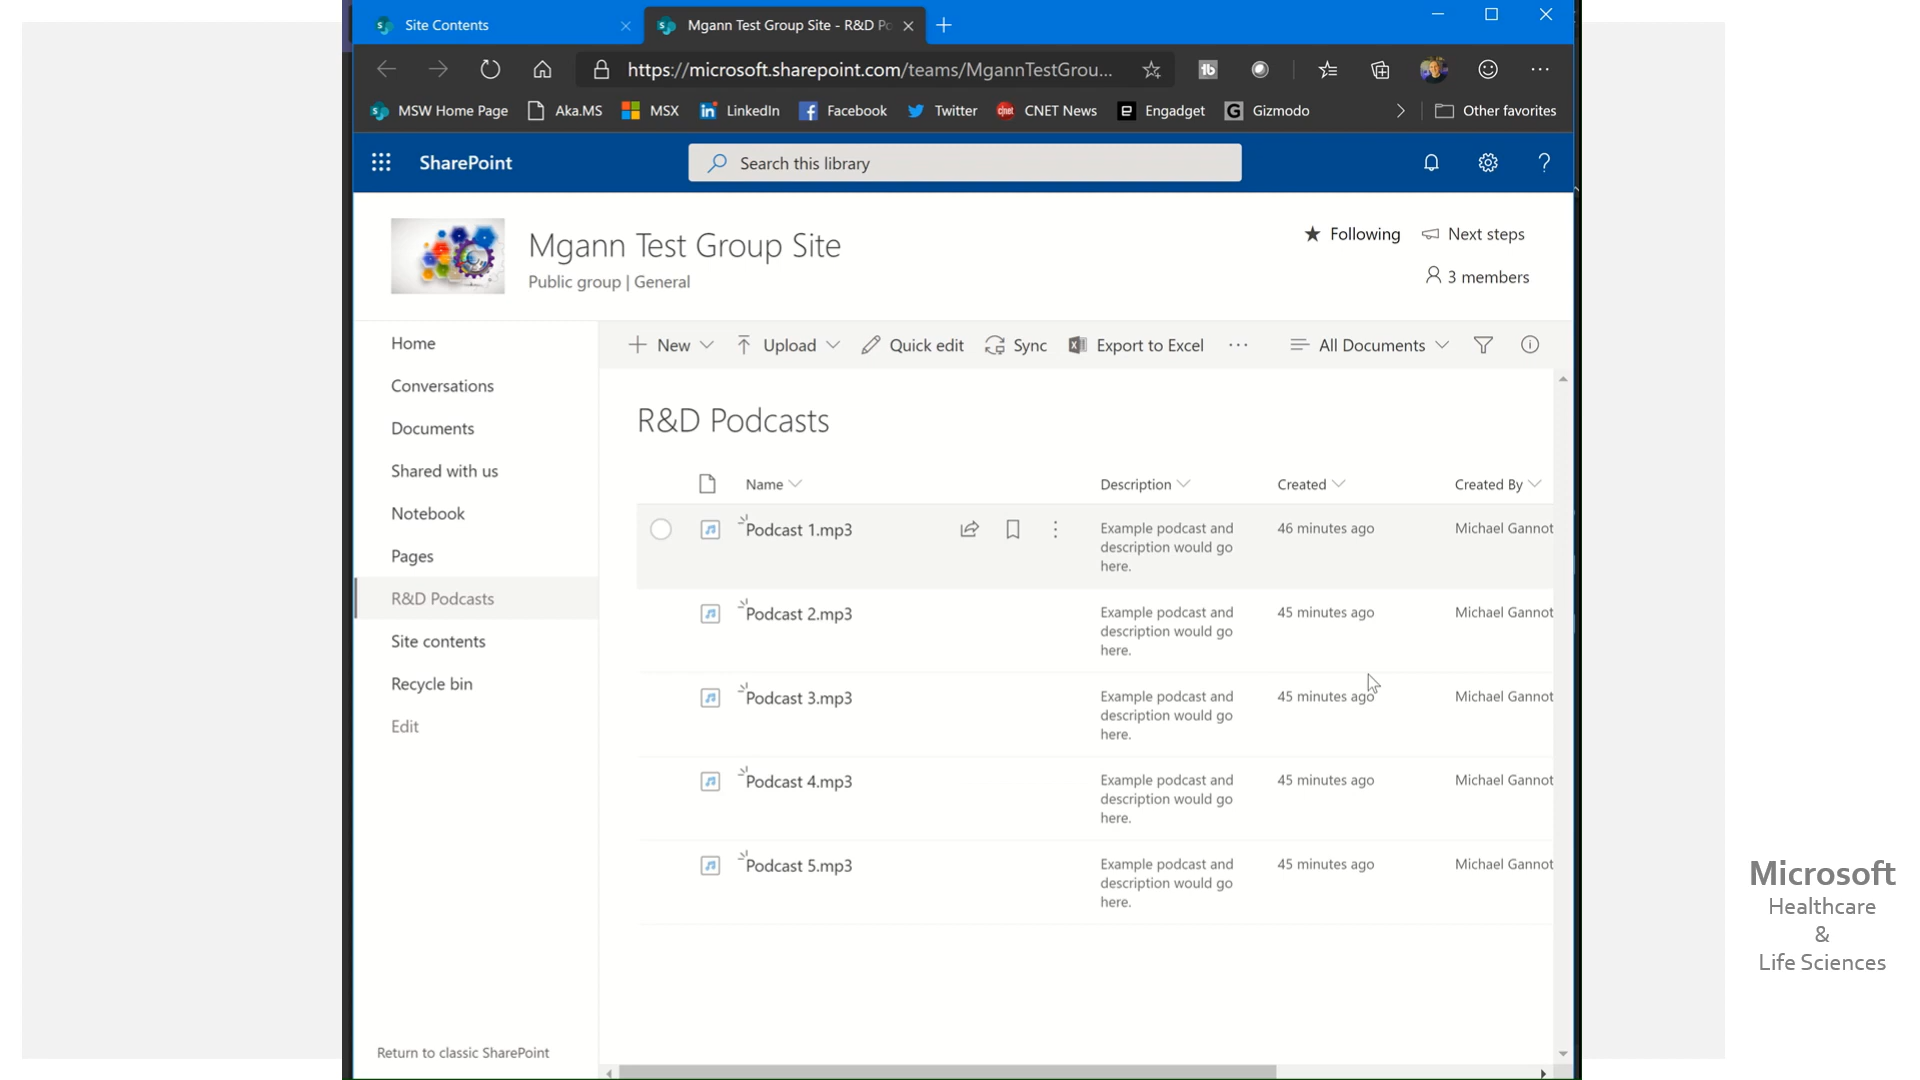 Site Contents
Mgann Test Group Site - R&D Po
https://microsoft.sharepoint.com/teams/MgannTestGrou...
MSW Home Page
Aka.MS
MSX
LinkedIn
Facebook
Twitter
CNET News
Engadget
Gizmodo
Other favorites
SharePoint
Search this library
Mgann Test Group Site
Public group | General
Following
Next steps
3 members
Home
Conversations
Documents
Shared with us
Notebook
Pages
R&D Podcasts
Site contents
Recycle bin
Edit
Return to classic SharePoint
New
Upload
Quick edit
Sync
Export to Excel
All Documents
R&D Podcasts
Name
Description
Created
Created By
Podcast 1.mp3
Example podcast and
description would go
here.
46 minutes ago
Michael Gannot
Podcast 2.mp3
Example podcast and
description would go
here.
45 minutes ago
Michael Gannot
Podcast 3.mp3
Example podcast and
description would go
here.
45 minutes ago
Michael Gannot
Podcast 4.mp3
Example podcast and
description would go
here.
45 minutes ago
Michael Gannot
Podcast 5.mp3
Example podcast and
description would go
here.
45 minutes ago
Michael Gannot
Microsoft
Healthcare
&
Life Sciences